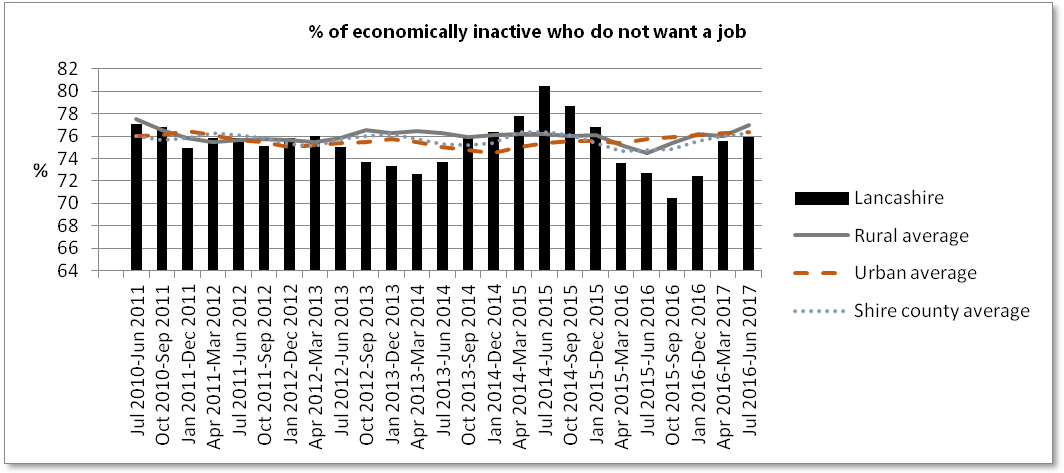 % of economically inactive who do not want a job
82
80
78
76
74
72
70
68
66
64
%
Jul 2010-Jun 2011
Oct 2010-Sep 2011
Jan 2011-Dec 2011
Apr 2011-Mar 2012
Jul 2011-Jun 2012
Oct 2011-Sep 2012
Jan 2012-Dec 2012
Apr 2012-Mar 2013
Jul 2012-Jun 2013
Oct 2012-Sep 2013
Jan 2013-Dec 2013
Apr 2013-Mar 2014
Jul 2013-Jun 2014
Oct 2013-Sep 2014
Jan 2014-Dec 2014
Apr 2014-Mar 2015
Jul 2014-Jun 2015
Oct 2014-Sep 2015
Jan 2015-Dec 2015
Apr 2015-Mar 2016
Jul 2015-Jun 2016
Oct 2015-Sep 2016
Jan 2016-Dec 2016
Apr 2016-Mar 2017
Jul 2016-Jun 2017
Lancashire
Rural average
Urban average
Shire county average